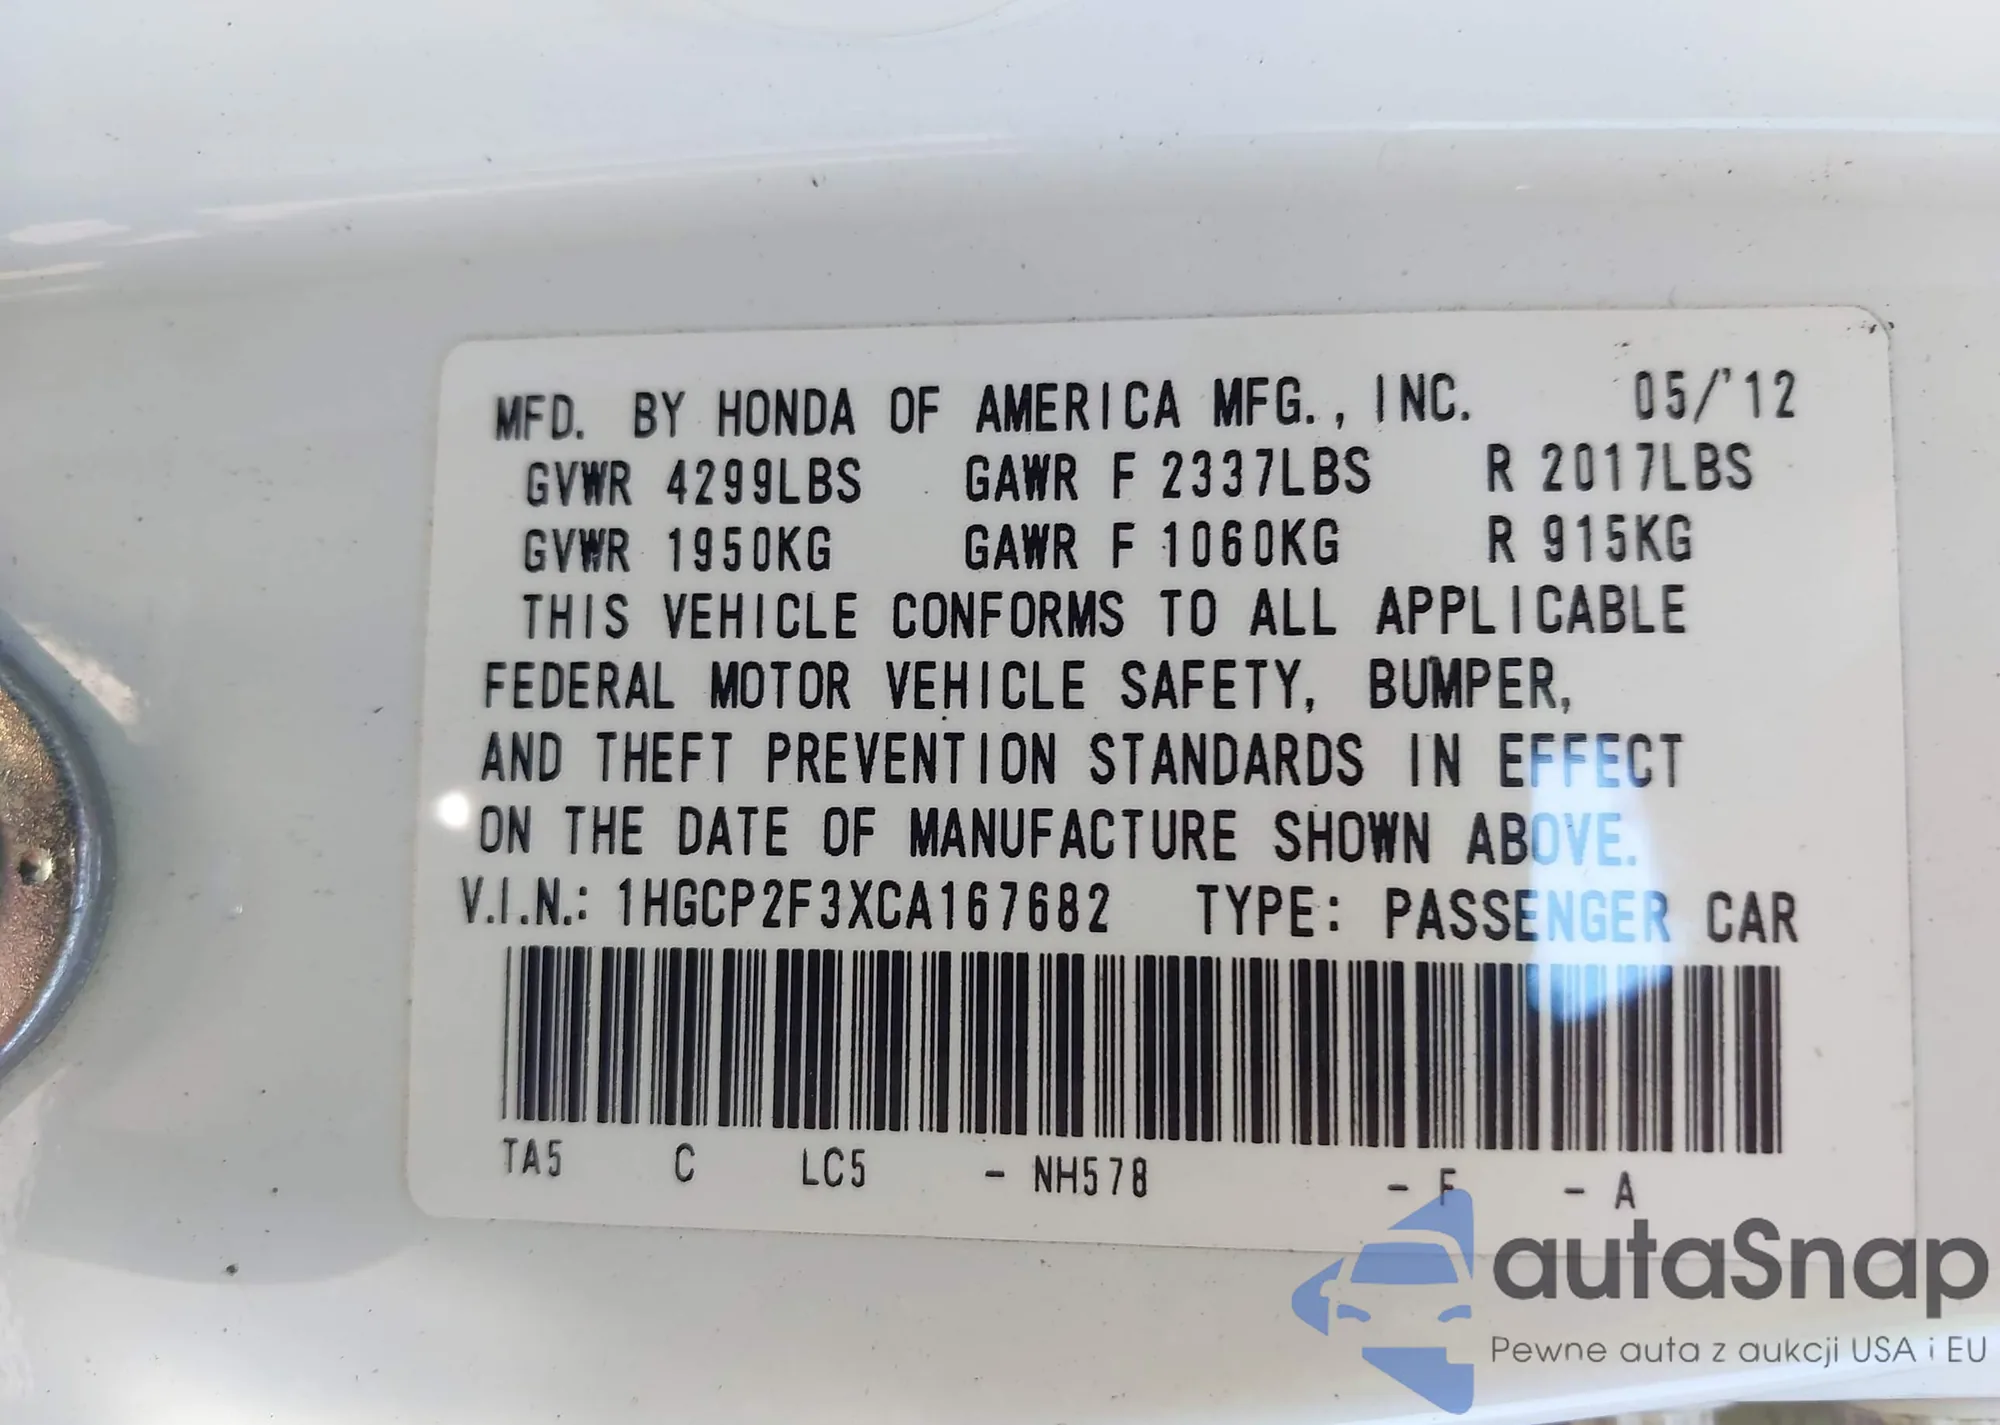 MFD. BY HONDA OF AMERICA MFG., INC. 05/'12
GVWR 4299LBS GAWR F 2337LBS R 2017LBS
GVWR 1950KG GAWR F 1060KG R 915KG
THIS VEHICLE CONFORMS TO ALL APPLICABLE
FEDERAL MOTOR VEHICLE SAFETY, BUMPER,
AND THEFT PREVENTION STANDARDS IN EFFECT
ON THE DATE OF MANUFACTURE SHOWN ABOVE.
V.I.N.: 1HGCP2F3XCA167682 TYPE: PASSENGER CAR
TA5 C LC5 - NH578 - F - A
autaSnap
Pewne auta z aukcji USA i EU